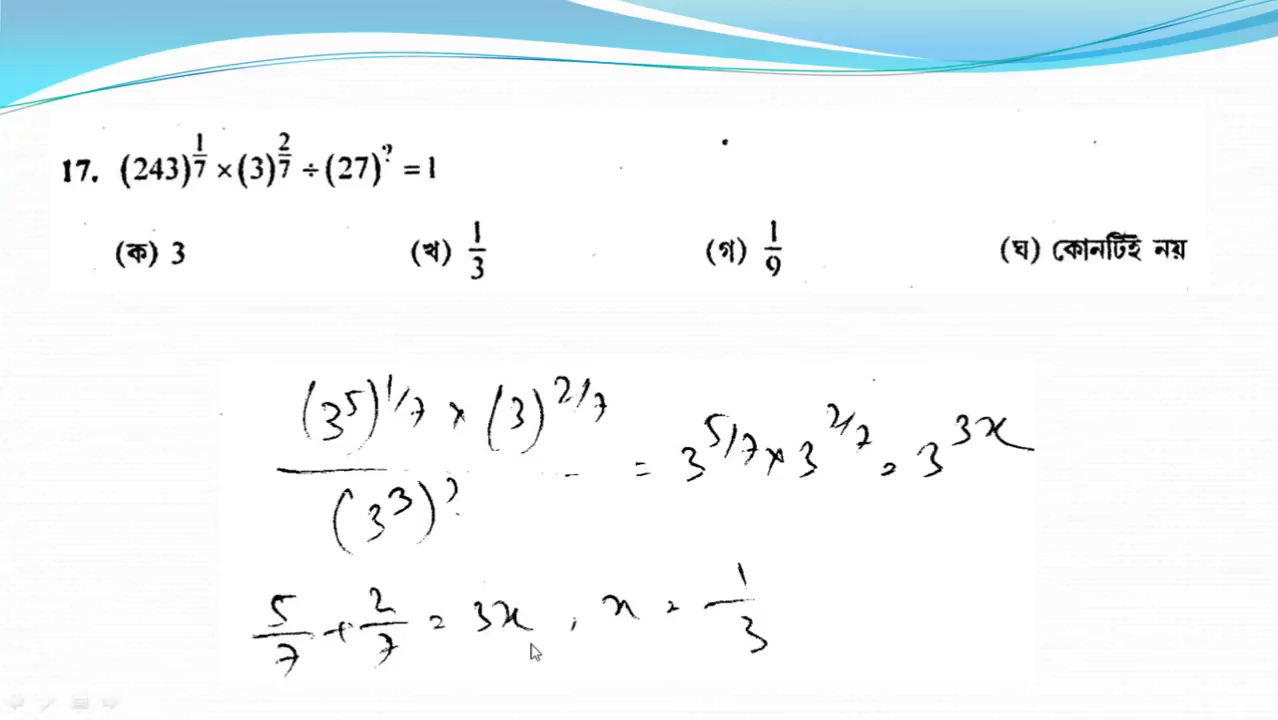 17. (243)^{1/7} × (3)^{2/7} ÷ (27)^? = 1
(ক) 3 (খ) 1/3 (গ) 1/9 (ঘ) কোনটিই নয়
(3^5)^{1/7} × (3)^{2/7} / (3^3)^? = 3^{5/7} × 3^{2/7} = 3^{3x}
5/7 + 2/7 = 3x, x = 1/3